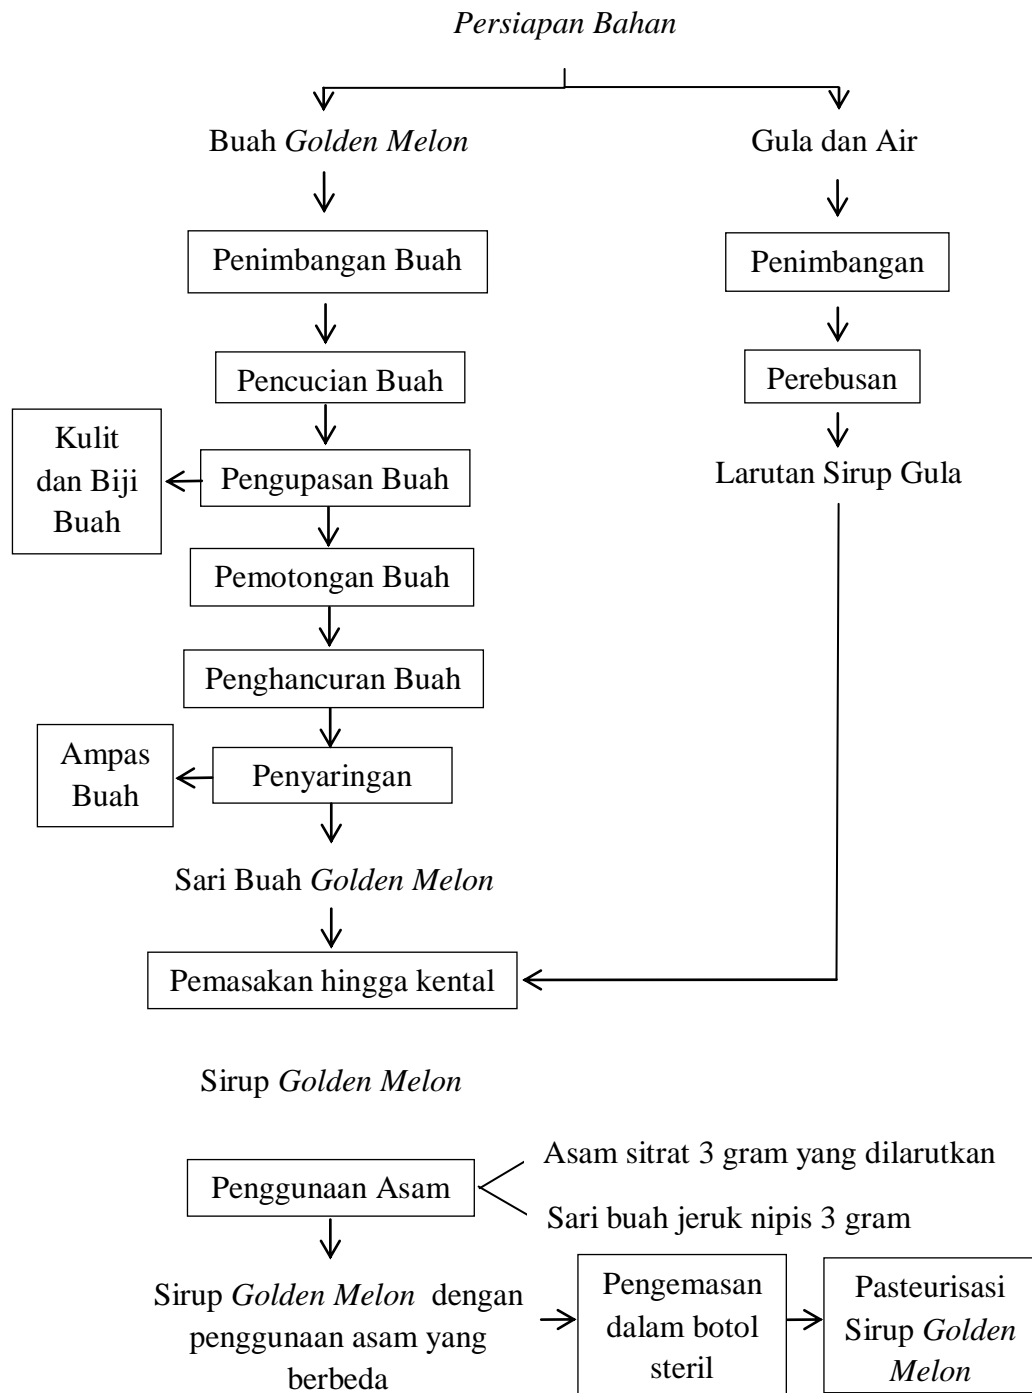 Persiapan Bahan
Buah Golden Melon
Gula dan Air
Penimbangan Buah
Penimbangan
Pencucian Buah
Perebusan
Kulit
dan Biji
Buah
Pengupasan Buah
Larutan Sirup Gula
Pemotongan Buah
Penghancuran Buah
Ampas
Buah
Penyaringan
Sari Buah Golden Melon
Pemasakan hingga kental
Sirup Golden Melon
Penggunaan Asam
Asam sitrat 3 gram yang dilarutkan
Sari buah jeruk nipis 3 gram
Sirup Golden Melon dengan
penggunaan asam yang
berbeda
Pengemasan
dalam botol
steril
Pasteurisasi
Sirup Golden
Melon